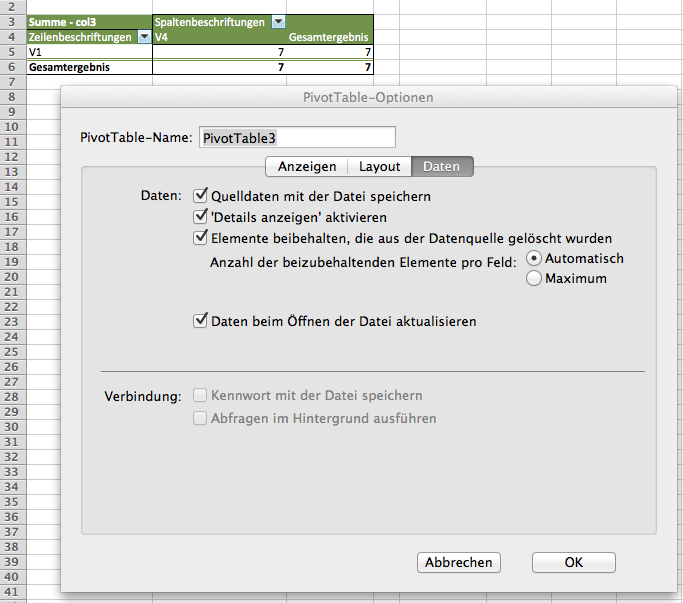 2
3 Summe - col3 Spaltenbeschriftungen
4 Zeilenbeschriftungen V4 Gesamtergebnis
5 V1 7 7
6 Gesamtergebnis 7 7
7
8 PivotTable-Optionen
9
10
11 PivotTable-Name: PivotTable3
12
13 Anzeigen Layout Daten
14
15 Daten: Quelldaten mit der Datei speichern
16 'Details anzeigen' aktivieren
17
18 Elemente beibehalten, die aus der Datenquelle gelöscht wurden
19 Anzahl der beizubehaltenden Elemente pro Feld: Automatisch
20 Maximum
21
22
23 Daten beim Öffnen der Datei aktualisieren
24
25
26
27
28 Verbindung: Kennwort mit der Datei speichern
29 Abfragen im Hintergrund ausführen
30
31
32
33
34
35
36
37
38
39 Abbrechen OK
40
41